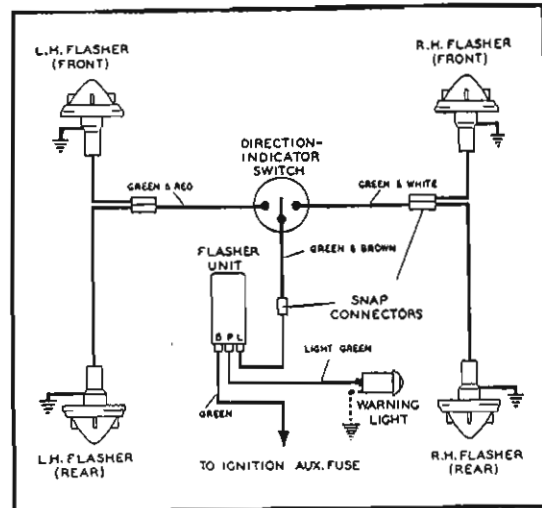 L.H. FLASHER
(FRONT)
R.H. FLASHER
(FRONT)
DIRECTION-
INDICATOR
SWITCH
GREEN & RED
GREEN & WHITE
GREEN & BROWN
FLASHER
UNIT
B P L
SNAP
CONNECTORS
LIGHT GREEN
GREEN
WARNING
LIGHT
L.H. FLASHER
(REAR)
TO IGNITION AUX. FUSE
R.H. FLASHER
(REAR)